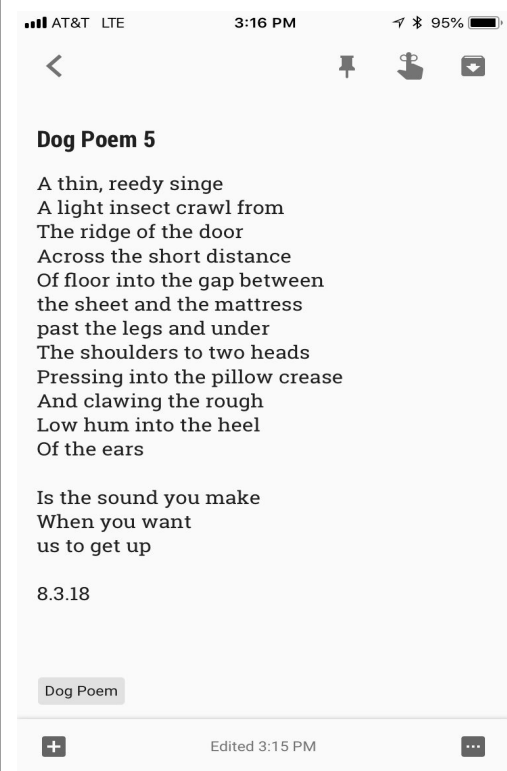 AT&T LTE 3:16 PM 95%
Dog Poem 5
A thin, reedy singe
A light insect crawl from
The ridge of the door
Across the short distance
Of floor into the gap between
the sheet and the mattress
past the legs and under
The shoulders to two heads
Pressing into the pillow crease
And clawing the rough
Low hum into the heel
Of the ears
Is the sound you make
When you want
us to get up
8.3.18
Dog Poem
Edited 3:15 PM